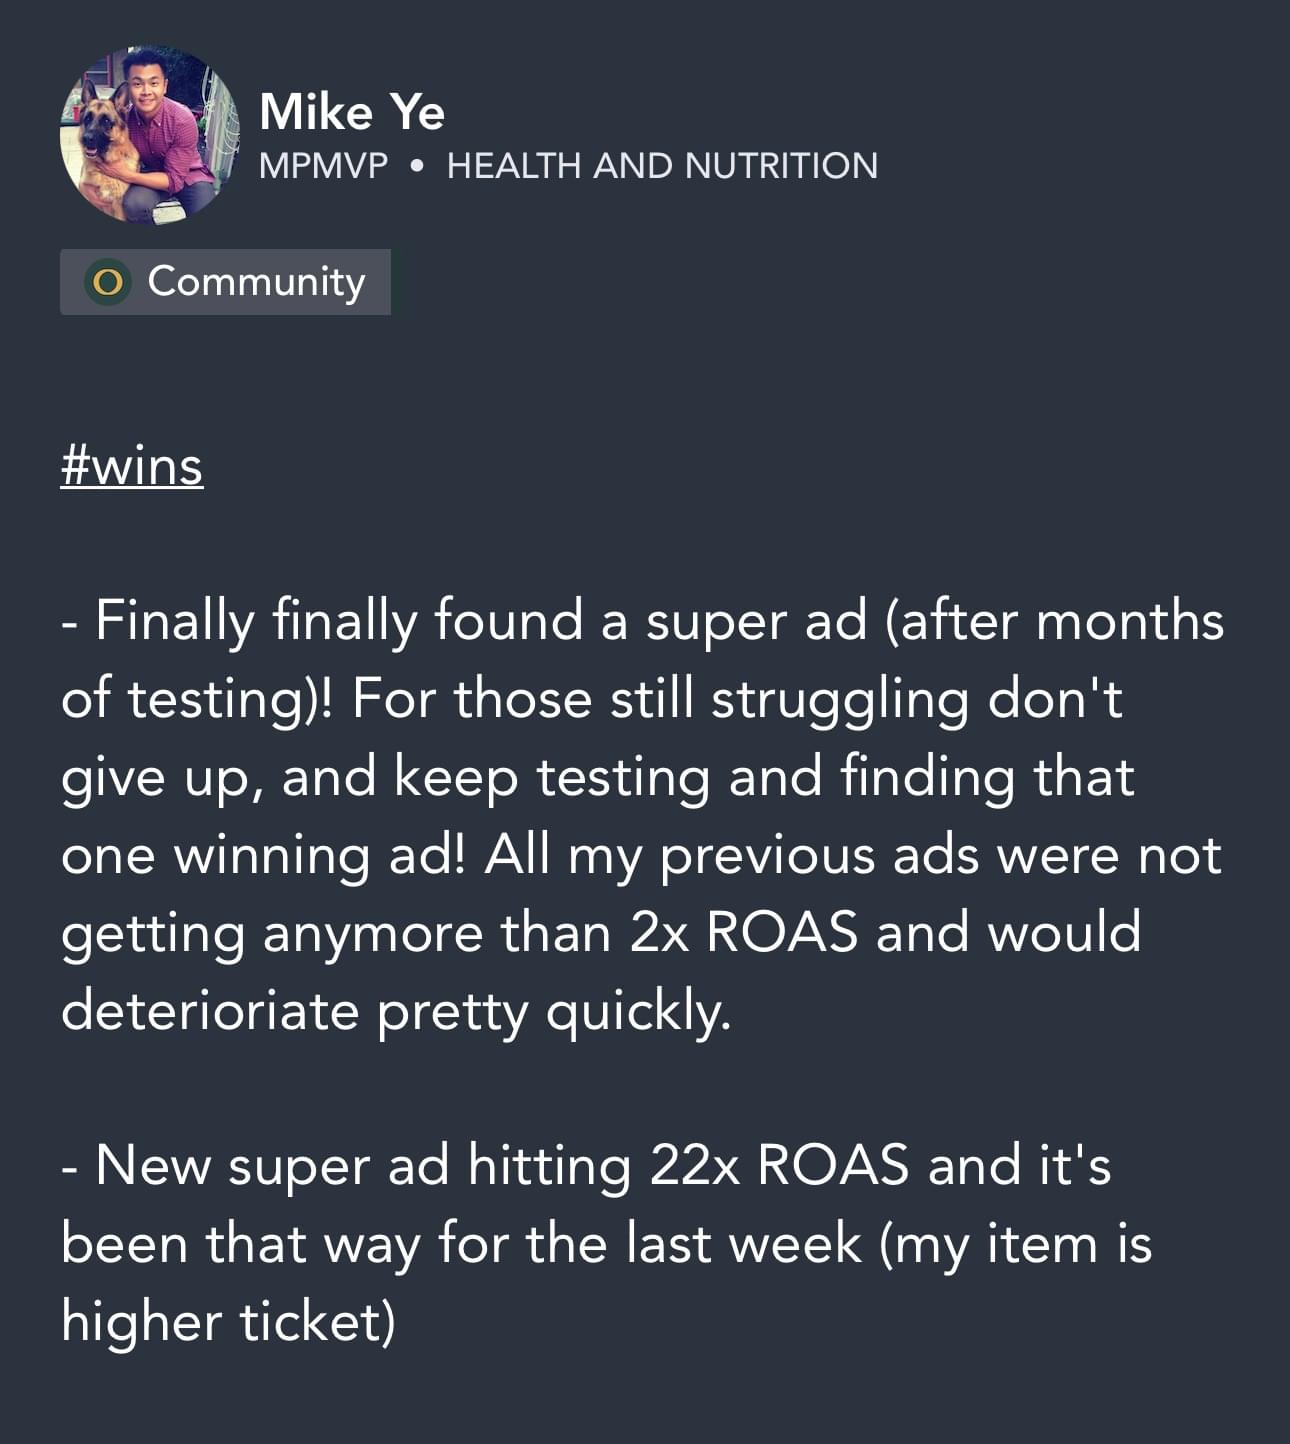 Mike Ye
MPMVP • HEALTH AND NUTRITION
O Community
#wins
- Finally finally found a super ad (after months
of testing)! For those still struggling don't
give up, and keep testing and finding that
one winning ad! All my previous ads were not
getting anymore than 2x ROAS and would
deterioriate pretty quickly.
- New super ad hitting 22x ROAS and it's
been that way for the last week (my item is
higher ticket)